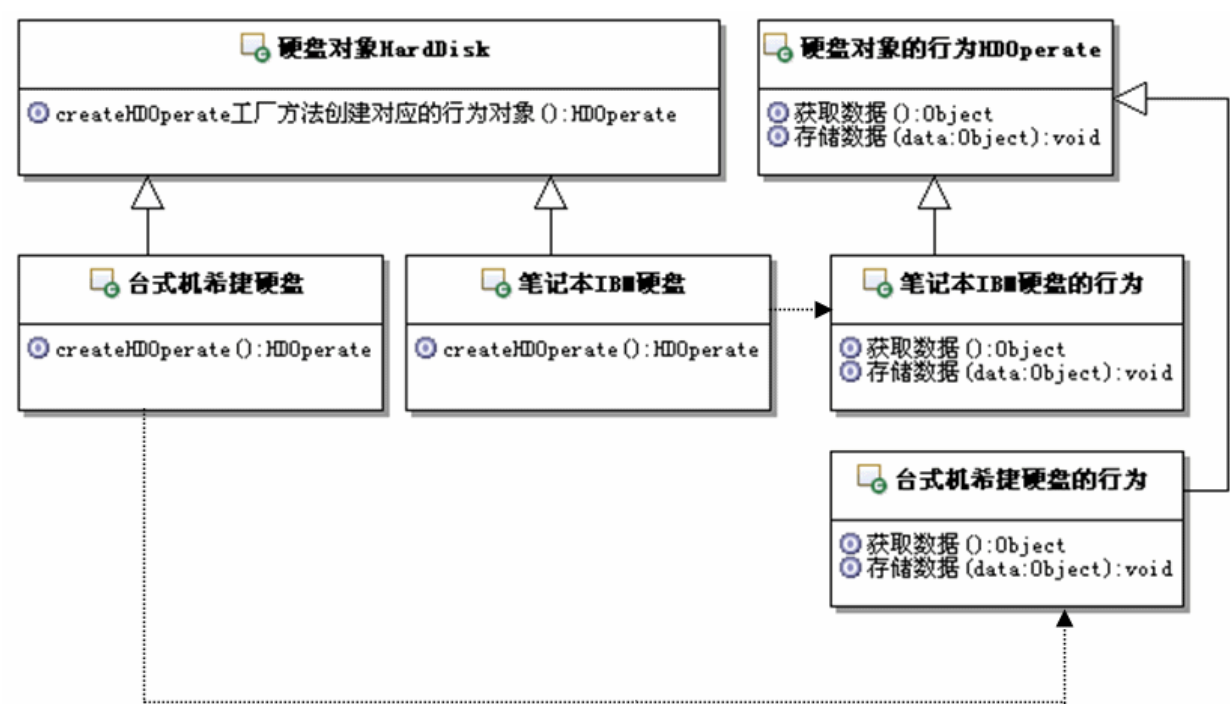 硬盘对象HardDisk
createHDOperate工厂方法创建对应的行为对象():HDOperate
硬盘对象的行为HDOperate
获取数据():Object
存储数据(data:Object):void
台式机希捷硬盘
createHDOperate():HDOperate
笔记本IBM硬盘
createHDOperate():HDOperate
笔记本IBM硬盘的行为
获取数据():Object
存储数据(data:Object):void
台式机希捷硬盘的行为
获取数据():Object
存储数据(data:Object):void